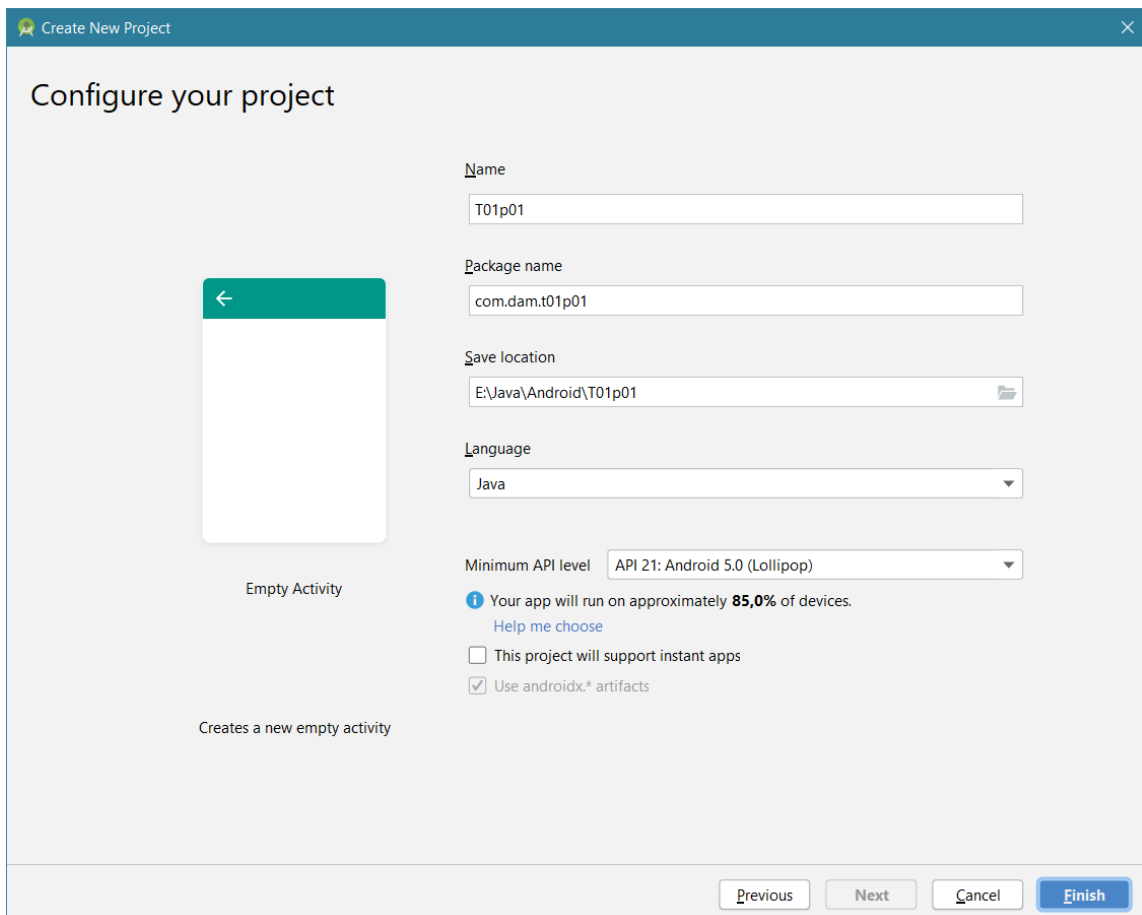 Create New Project
Configure your project
Name
T01p01
Package name
com.dam.t01p01
Save location
E:\Java\Android\T01p01
Language
Java
Minimum API level API 21: Android 5.0 (Lollipop)
Your app will run on approximately 85,0% of devices.
Help me choose
This project will support instant apps
Use androidx.* artifacts
Empty Activity
Creates a new empty activity
Previous Next Cancel Finish